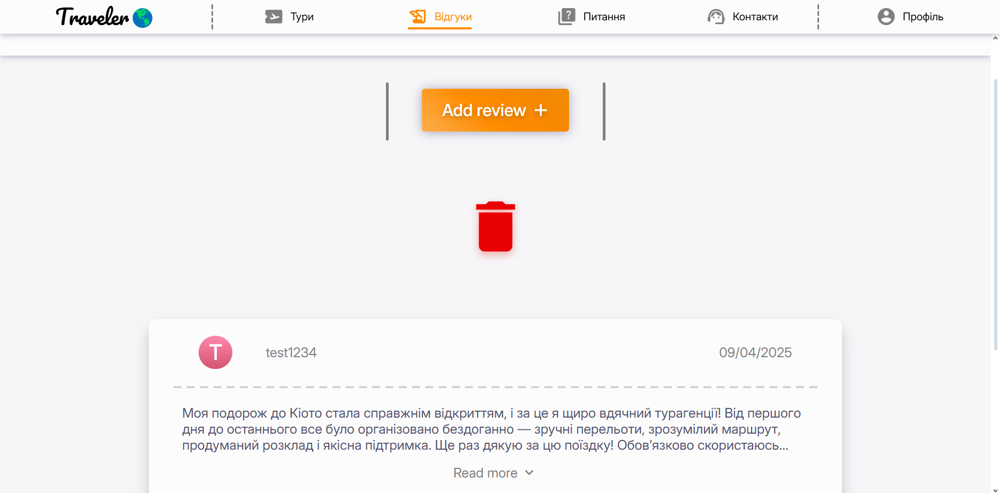 Traveler
Тури
Відгуки
Питання
Контакти
Профіль
Add review +
T
test1234
09/04/2025
Моя подорож до Кіото стала справжнім відкриттям, і за це я щиро вдячний турагенції! Від першого
дня до останнього все було організовано бездоганно — зручні перельоти, зрозумілий маршрут,
продуманий розклад і якісна підтримка. Ще раз дякую за цю поїздку! Обов’язково скористаюсь...
Read more